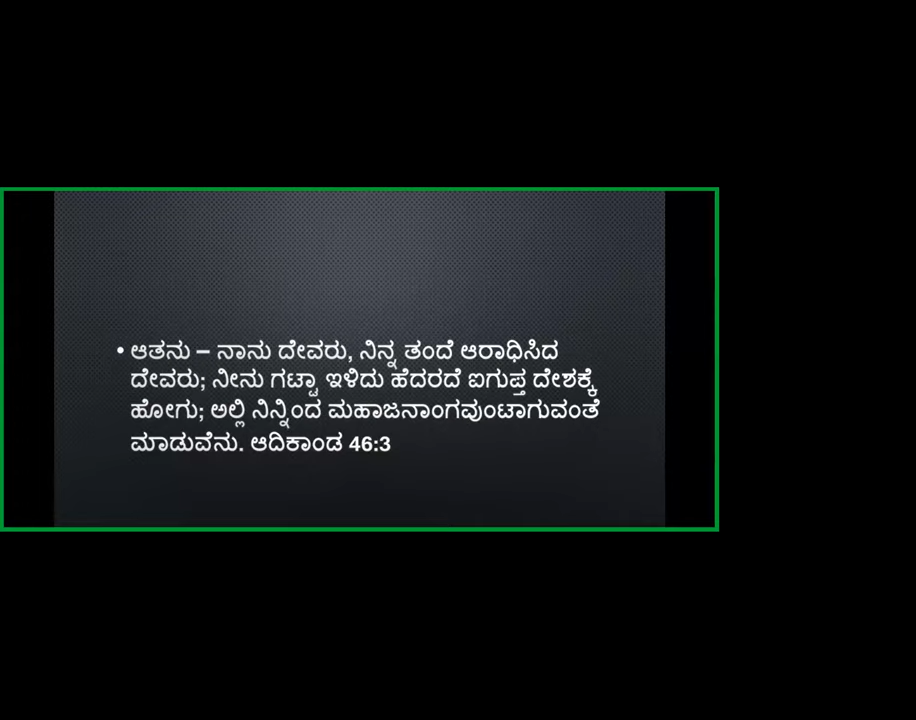 • ಆತನು – ನಾನು ದೇವರು, ನಿನ್ನ ತಂದೆ ಆರಾಧಿಸಿದ
ದೇವರು; ನೀನು ಗಟ್ಟಾ ಇಳಿದು ಹೆದರದೆ ಐಗುಪ್ತ ದೇಶಕ್ಕೆ
ಹೋಗು; ಅಲ್ಲಿ ನಿನ್ನಿಂದ ಮಹಾಜನಾಂಗವುಂಟಾಗುವಂತೆ
ಮಾಡುವೆನು. ಆದಿಕಾಂಡ 46:3